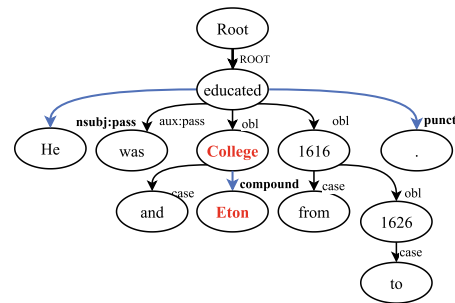 Root
ROOT
educated
nsubj:pass aux:pass obl obl punct
He was College 1616 .
case compound case obl
and Eton from 1626
case
to